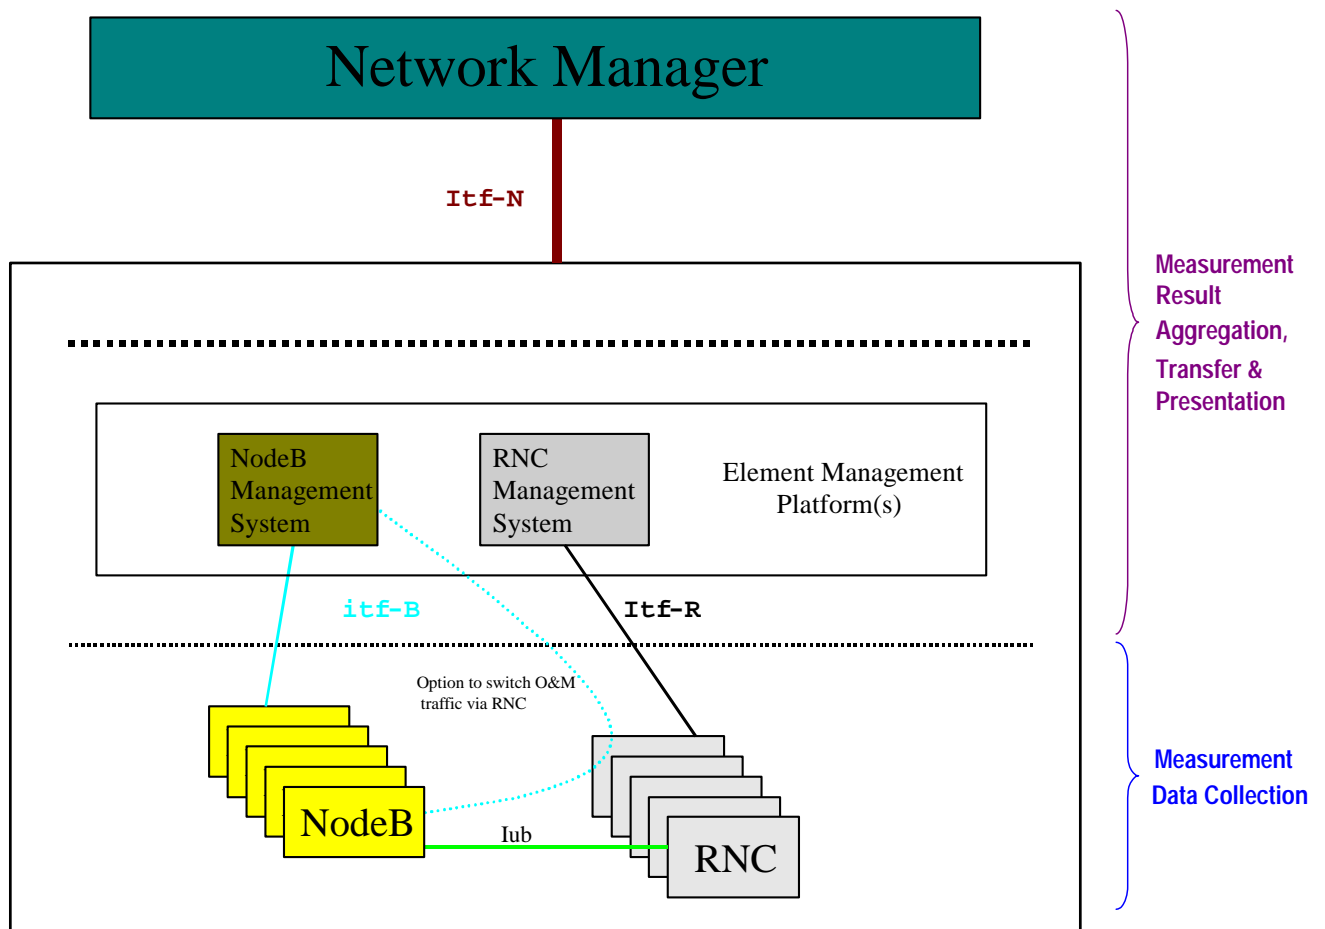 Network Manager
Itf-N
Measurement
Result
Aggregation,
Transfer &
Presentation
NodeB
Management
System
RNC
Management
System
Element Management
Platform(s)
itf-B
Itf-R
Option to switch O&M
traffic via RNC
NodeB
Iub
RNC
Measurement
Data Collection